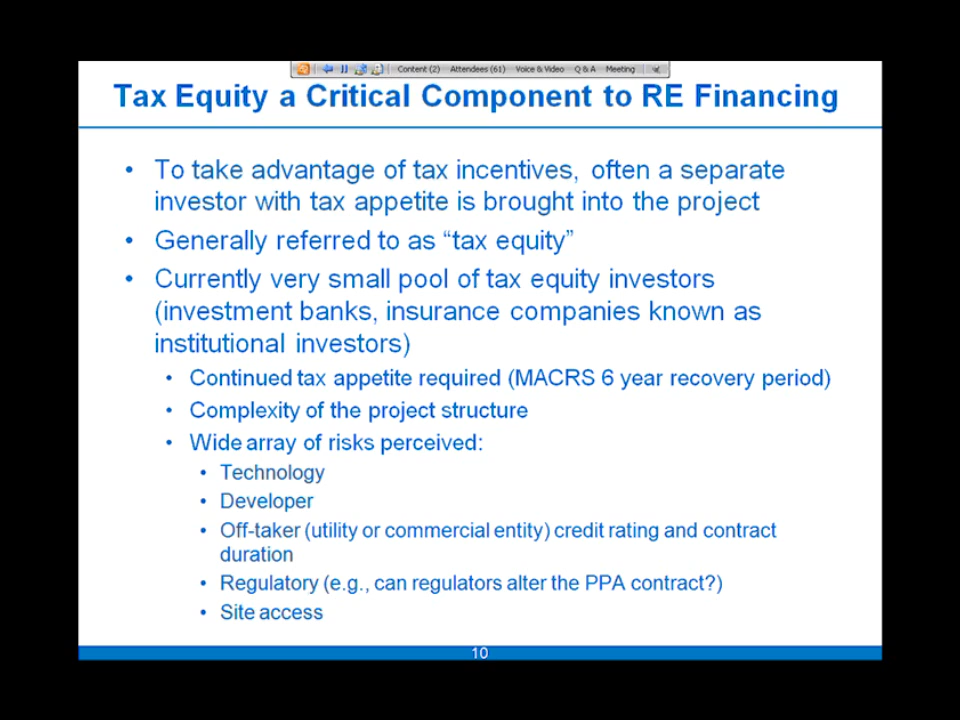 Content (2) Attendees (61) Voice & Video Q & A Meeting
Tax Equity a Critical Component to RE Financing
• To take advantage of tax incentives, often a separate
investor with tax appetite is brought into the project
• Generally referred to as “tax equity”
• Currently very small pool of tax equity investors
(investment banks, insurance companies known as
institutional investors)
• Continued tax appetite required (MACRS 6 year recovery period)
• Complexity of the project structure
• Wide array of risks perceived:
• Technology
• Developer
• Off-taker (utility or commercial entity) credit rating and contract
duration
• Regulatory (e.g., can regulators alter the PPA contract?)
• Site access
10